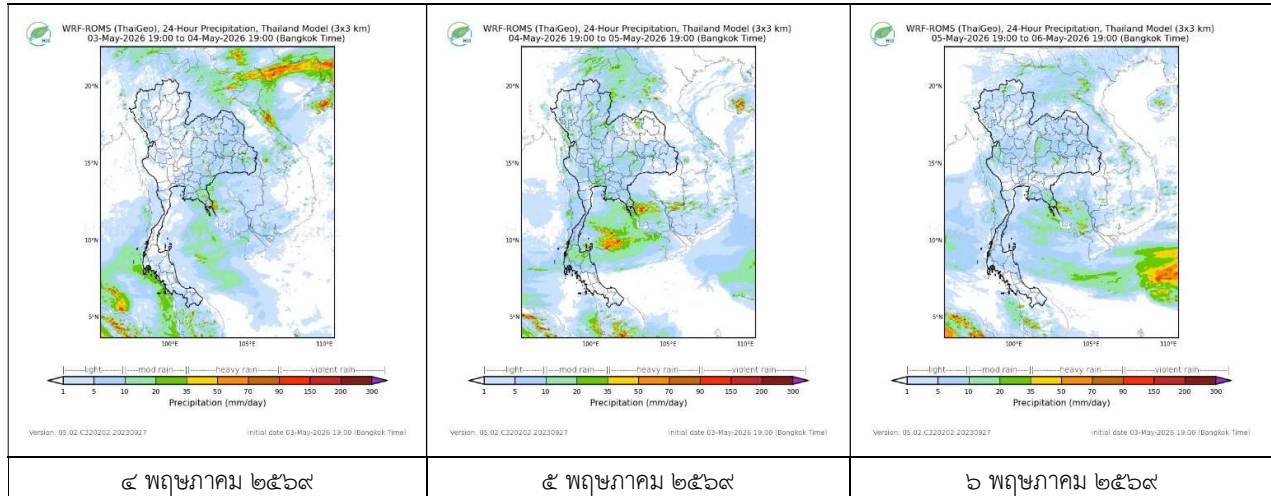 WRF-ROMS (ThaiGeo), 24-Hour Precipitation, Thailand Model (3x3 km)
03-May-2026 19:00 to 04-May-2026 19:00 (Bangkok Time)
20°N
15°N
10°N
5°N
100°E 105°E 110°E
|-------light-------||----mod.rain----||------heavy rain------||------violent rain------|
1 5 10 20 35 50 70 90 150 200 300
Precipitation (mm/day)
Version: 05.02.C320202.20230927 Initial date 03-May-2026 19:00 (Bangkok Time)
๔ พฤษภาคม ๒๕๖๙
WRF-ROMS (ThaiGeo), 24-Hour Precipitation, Thailand Model (3x3 km)
04-May-2026 19:00 to 05-May-2026 19:00 (Bangkok Time)
20°N
15°N
10°N
5°N
100°E 105°E 110°E
|-------light-------||----mod.rain----||------heavy rain------||------violent rain------|
1 5 10 20 35 50 70 90 150 200 300
Precipitation (mm/day)
Version: 05.02.C320202.20230927 Initial date 03-May-2026 19:00 (Bangkok Time)
๕ พฤษภาคม ๒๕๖๙
WRF-ROMS (ThaiGeo), 24-Hour Precipitation, Thailand Model (3x3 km)
05-May-2026 19:00 to 06-May-2026 19:00 (Bangkok Time)
20°N
15°N
10°N
5°N
100°E 105°E 110°E
|-------light-------||----mod.rain----||------heavy rain------||------violent rain------|
1 5 10 20 35 50 70 90 150 200 300
Precipitation (mm/day)
Version: 05.02.C320202.20230927 Initial date 03-May-2026 19:00 (Bangkok Time)
๖ พฤษภาคม ๒๕๖๙